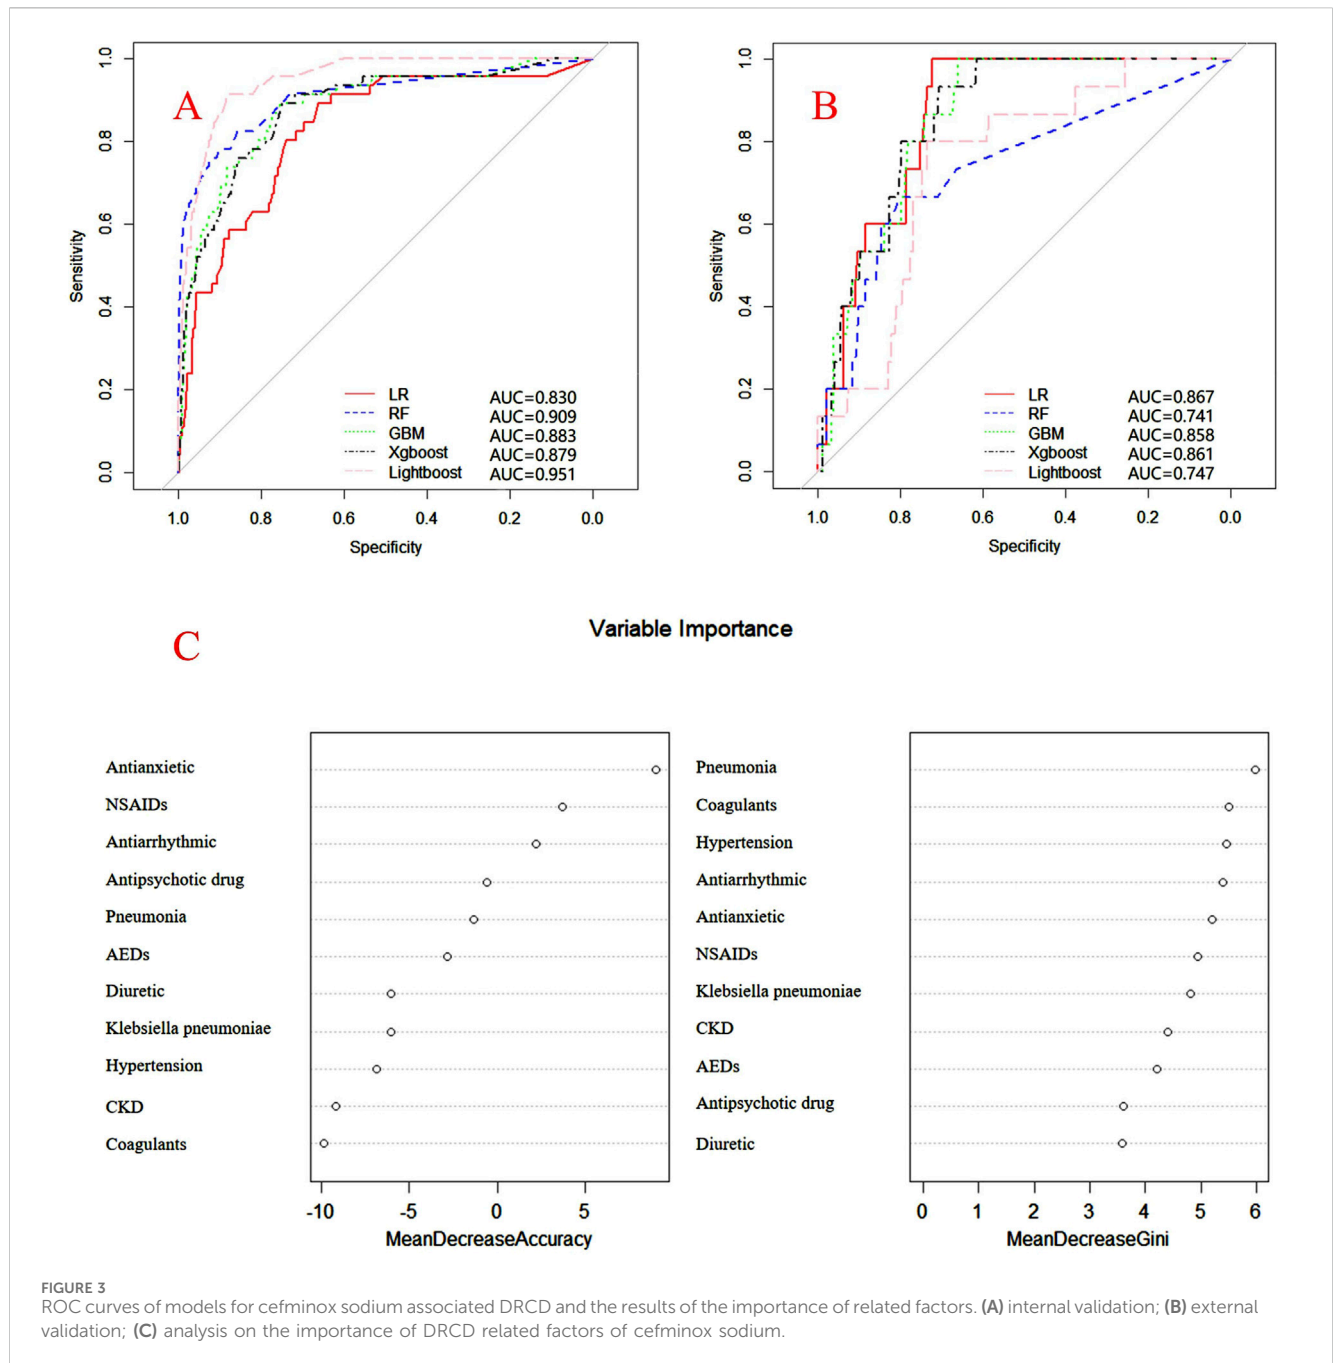 A
1.0
0.8
0.6
0.4
0.2
0.0
Sensitivity
LR AUC=0.830
RF AUC=0.909
GBM AUC=0.883
Xgboost AUC=0.879
Lightboost AUC=0.951
1.0 0.8 0.6 0.4 0.2 0.0
Specificity
B
1.0
0.8
0.6
0.4
0.2
0.0
Sensitivity
LR AUC=0.867
RF AUC=0.741
GBM AUC=0.858
Xgboost AUC=0.861
Lightboost AUC=0.747
1.0 0.8 0.6 0.4 0.2 0.0
Specificity
C
Variable Importance
Antianxietic
NSAIDs
Antiarrhythmic
Antipsychotic drug
Pneumonia
AEDs
Diuretic
Klebsiella pneumoniae
Hypertension
CKD
Coagulants
-10 -5 0 5
MeanDecreaseAccuracy
Pneumonia
Coagulants
Hypertension
Antiarrhythmic
Antianxietic
NSAIDs
Klebsiella pneumoniae
CKD
AEDs
Antipsychotic drug
Diuretic
0 1 2 3 4 5 6
MeanDecreaseGini
FIGURE 3
ROC curves of models for cefminox sodium associated DRCD and the results of the importance of related factors. (A) internal validation; (B) external
validation; (C) analysis on the importance of DRCD related factors of cefminox sodium.